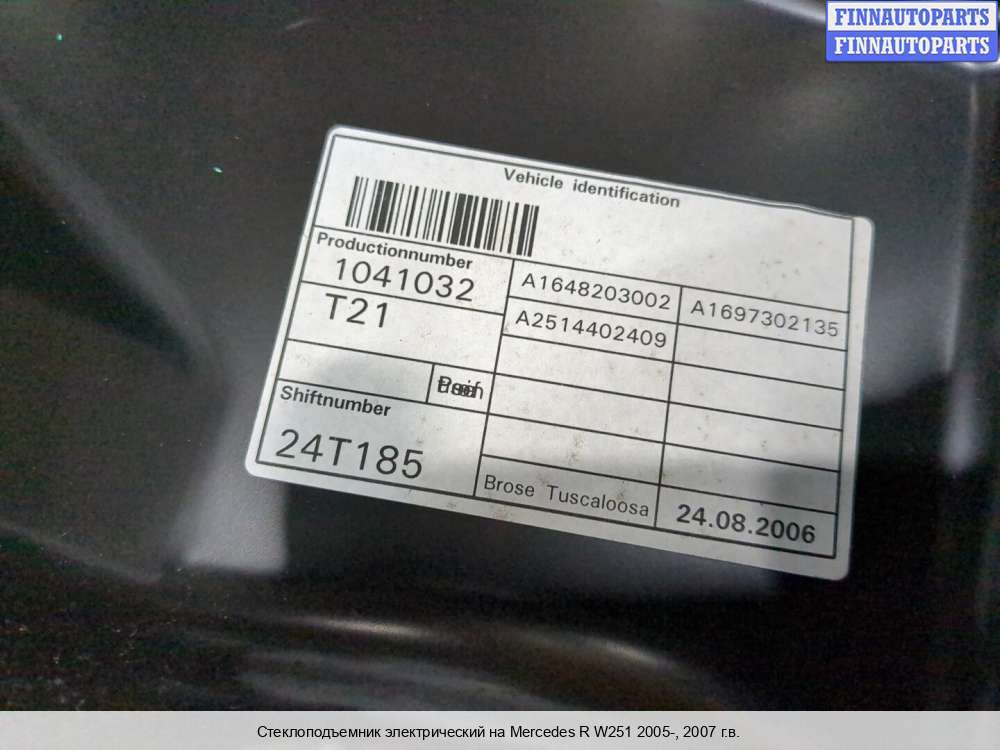 FINNAUTOPARTS
FINNAUTOPARTS
Vehicle identification
Productionnumber
1041032
A1648203002 A1697302135
T21
A2514402409
Shiftnumber
24T185
Brose Tuscaloosa 24.08.2006
Стеклоподъемник электрический на Mercedes R W251 2005-, 2007 г.в.